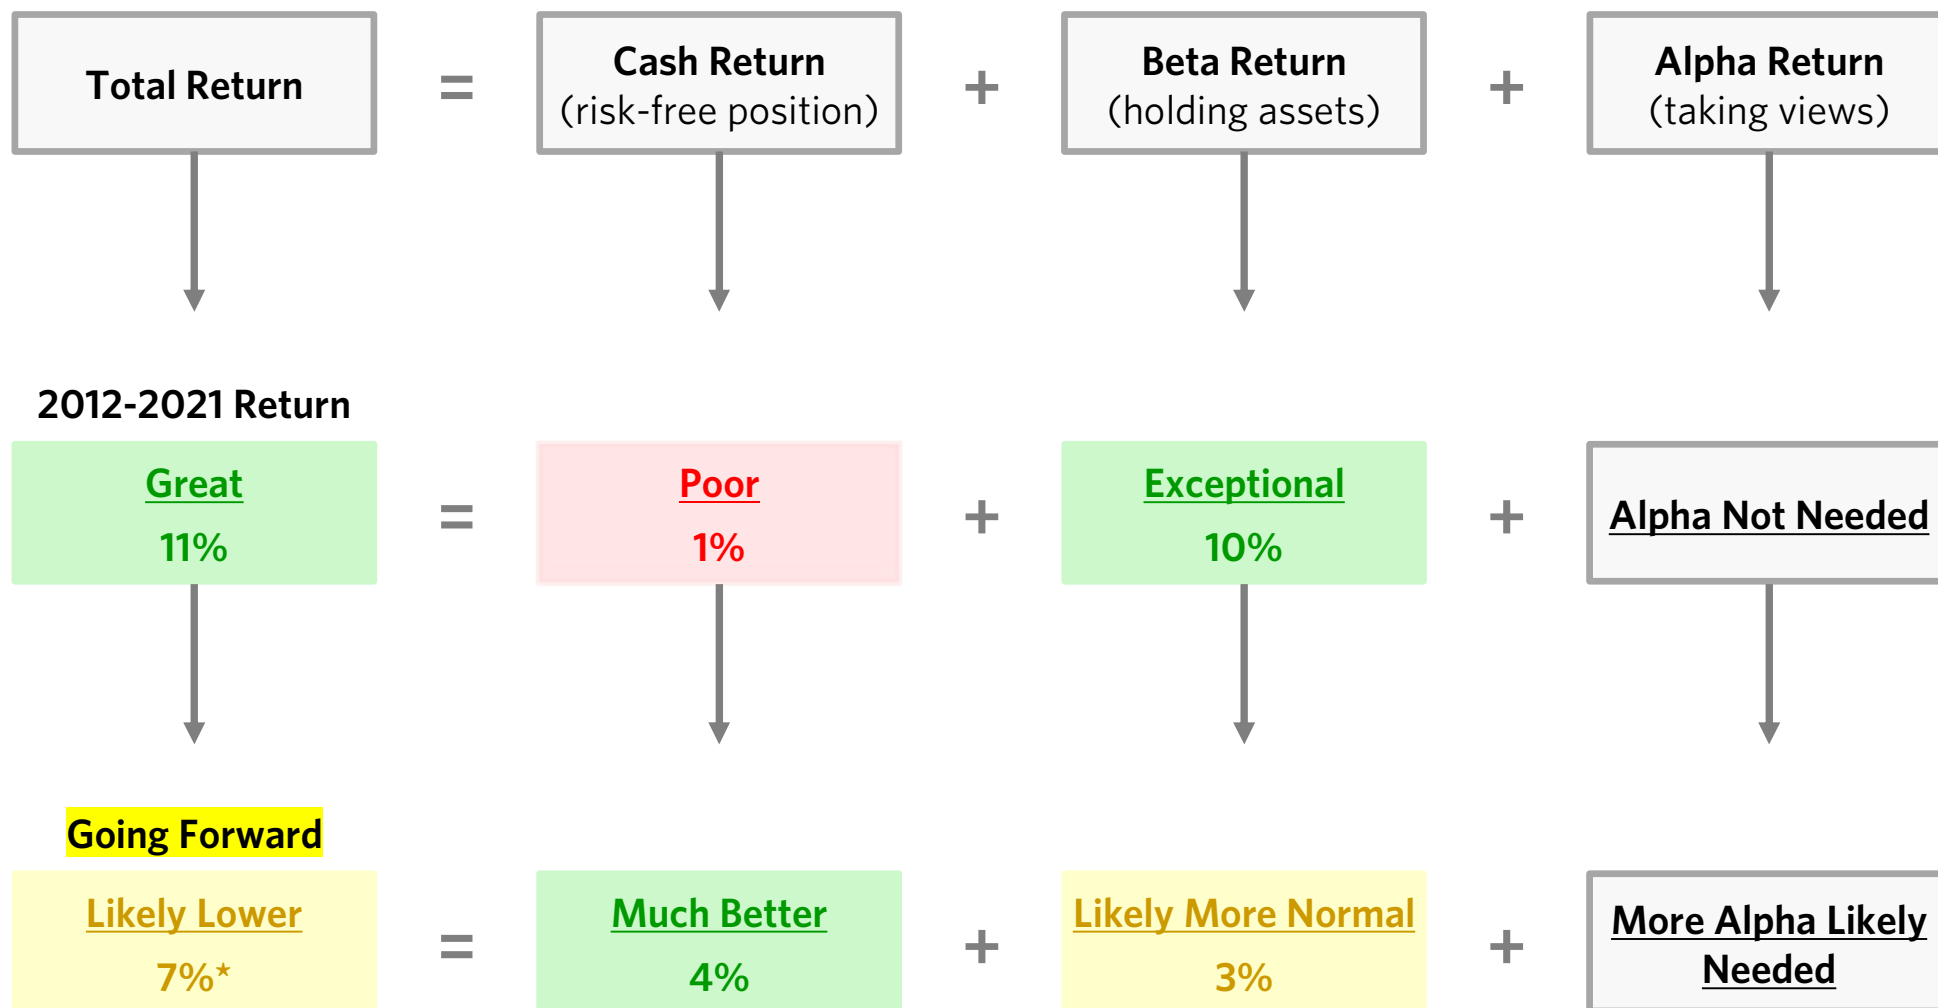 Total Return
=
Cash Return
(risk-free position)
+
Beta Return
(holding assets)
+
Alpha Return
(taking views)
2012-2021 Return
Great
11%
=
Poor
1%
+
Exceptional
10%
+
Alpha Not Needed
Going Forward
Likely Lower
7%*
=
Much Better
4%
+
Likely More Normal
3%
+
More Alpha Likely
Needed